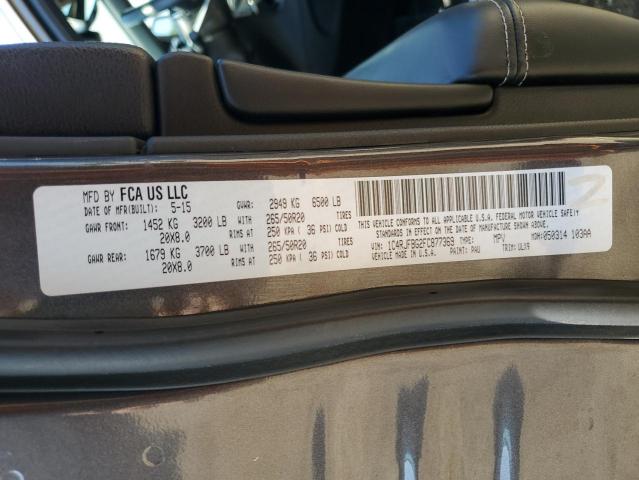 MFD BY FCA US LLC
DATE OF MFR(BUILT): 5-15 GVWR: 2949 KG 6500 LB
GAWR FRONT: 1452 KG 3200 LB WITH 265/50R20 TIRES
20X8.0 RIMS AT 250 KPA ( 36 PSI) COLD
GAWR REAR: 1679 KG 3700 LB WITH 265/50R20 TIRES
20X8.0 RIMS AT 250 KPA ( 36 PSI) COLD
THIS VEHICLE CONFORMS TO ALL APPLICABLE U.S.A. FEDERAL MOTOR VEHICLE SAFETY
STANDARDS IN EFFECT ON THE DATE OF MANUFACTURE SHOWN ABOVE.
VIN: 1C4RJFBG2FC877369 TYPE: MPV MDH:050314 103AA
VEHICLE MADE IN U.S.A. PAINT: PAU TRIM: ULX9